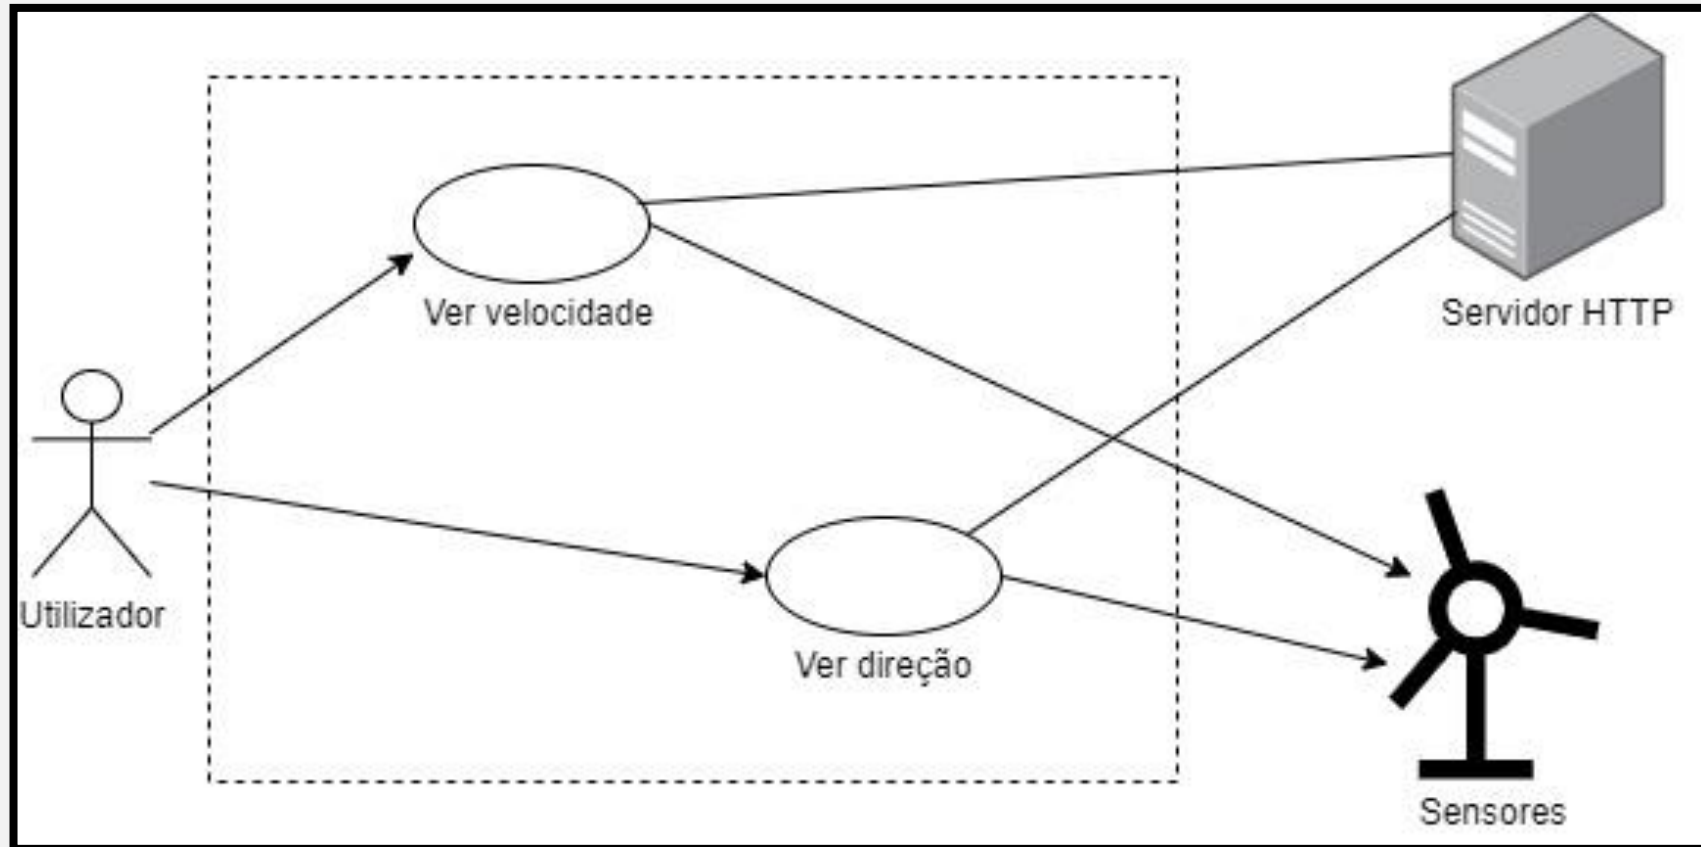 Ver velocidade
Servidor HTTP
Utilizador
Ver direção
Sensores